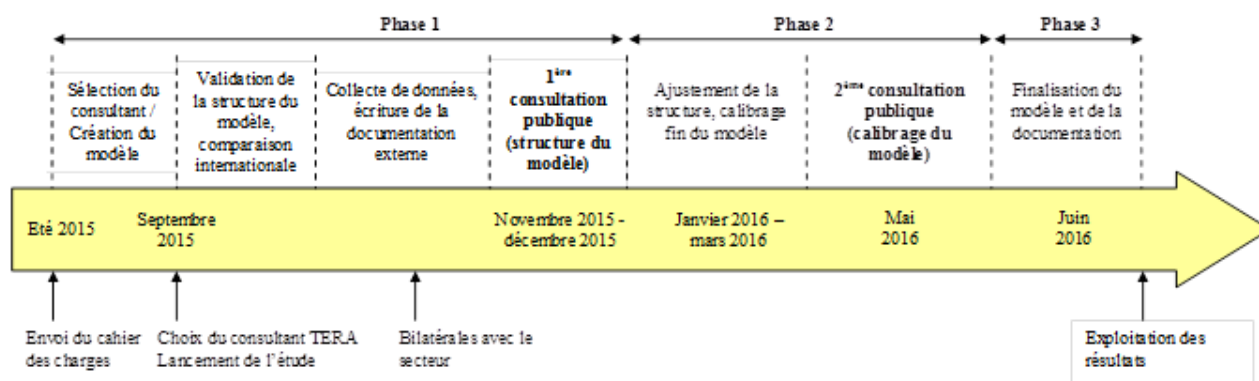 Phase 1
Phase 2
Phase 3
Sélection du
consultant /
Création du
modèle
Validation de
la structure du
modèle,
comparaison
internationale
Collecte de données,
écriture de la
documentation
externe
1ère
consultation
publique
(structure du
modèle)
Ajustement de la
structure, calibrage
fin du modèle
2ème consultation
publique
(calibrage du
modèle)
Finalisation du
modèle et de la
documentation
Eté 2015
Septembre
2015
Novembre 2015 -
décembre 2015
Janvier 2016 –
mars 2016
Mai
2016
Juin
2016
Envoi du cahier
des charges
Choix du consultant TERA
Lancement de l'étude
Bilatérales avec le
secteur
Exploitation des
résultats